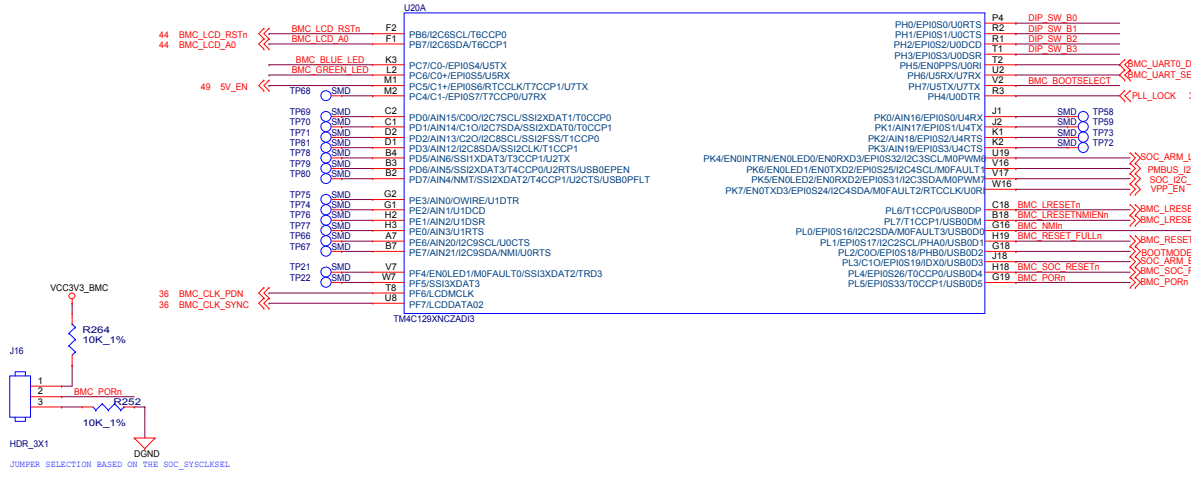 U20A
44 BMC_LCD_RSTn BMC_LCD_RSTn F2 PB6/I2C6SCL/T6CCP0
44 BMC_LCD_A0 BMC_LCD_A0 F1 PB7/I2C6SDA/T6CCP1
BMC_BLUE_LED K3 PC7/C0-/EPI0S4/U5TX
BMC_GREEN_LED L2 PC6/C0+/EPI0S5/U5RX
49 5V_EN M1 PC5/C1+/EPI0S6/RTCCLK/T7CCP1/U7TX
TP68 SMD M2 PC4/C1-/EPI0S7/T7CCP0/U7RX
TP69 SMD C2 PD0/AIN15/C0O/I2C7SCL/SSI2XDAT1/T0CCP0
TP70 SMD C1 PD1/AIN14/C1O/I2C7SDA/SSI2XDAT0/T0CCP1
TP71 SMD D2 PD2/AIN13/C2O/I2C8SCL/SSI2FSS/T1CCP0
TP81 SMD D1 PD3/AIN12/I2C8SDA/SSI2CLK/T1CCP1
TP78 SMD B4 PD5/AIN6/SSI1XDAT3/T3CCP1/U2TX
TP79 SMD B3 PD6/AIN5/SSI2XDAT3/T4CCP0/U2RTS/USB0EPEN
TP80 SMD B2 PD7/AIN4/NMT/SSI2XDAT2/T4CCP1/U2CTS/USB0PFLT
TP75 SMD G2 PE3/AIN0/OWIRE/U1DTR
TP74 SMD G1 PE2/AIN1/U1DCD
TP76 SMD H2 PE1/AIN2/U1DSR
TP77 SMD H3 PE0/AIN3/U1RTS
TP66 SMD A7 PE6/AIN20/I2C9SCL/U0CTS
TP67 SMD B7 PE7/AIN21/I2C9SDA/NMI/U0RTS
TP21 SMD V7 PF4/EN0LED1/M0FAULT0/SSI3XDAT2/TRD3
TP22 SMD W7 PF5/SSI3XDAT3
36 BMC_CLK_PDN T8 PF6/LCDMCLK
36 BMC_CLK_SYNC U8 PF7/LCDDATA02
PH0/EPI0S0/U0RTS P4 DIP_SW_B0
PH1/EPI0S1/U0CTS R2 DIP_SW_B1
PH2/EPI0S2/U0DCD R1 DIP_SW_B2
PH3/EPI0S3/U0DSR T1 DIP_SW_B3
PH5/EN0PPS/U0RI T2 BMC_UART0_D
PH6/U5RX/U7RX U2 BMC_UART_SE
PH7/U5TX/U7TX V2 BMC_BOOTSELECT
PH4/U0DTR R3 PLL_LOCK
PK0/AIN16/EPI0S0/U4RX J1 SMD TP58
PK1/AIN17/EPI0S1/U4TX J2 SMD TP59
PK2/AIN18/EPI0S2/U4RTS K1 SMD TP73
PK3/AIN19/EPI0S3/U4CTS K2 SMD TP72
PK4/EN0INTRN/EN0LED0/EN0RXD3/EPI0S32/I2C3SCL/M0PWM6 U19 SOC_ARM_L
PK6/EN0LED1/EN0TXD2/EPI0S25/I2C4SCL/M0FAULT1 V16 PMBUS_I2
PK5/EN0LED2/EN0RXD2/EPI0S31/I2C3SDA/M0PWM7 V17 SOC_I2C
PK7/EN0TXD3/EPI0S24/I2C4SDA/M0FAULT2/RTCCLK/U0RI W16 VPP_EN
PL6/T1CCP0/USB0DP C18 BMC_LRESETn BMC_LRESE
PL7/T1CCP1/USB0DM B18 BMC_LRESETNMIENn BMC_LRESE
PL0/EPI0S16/I2C2SDA/M0FAULT3/USB0D0 G16 BMC_NMIn
PL1/EPI0S17/I2C2SCL/PHA0/USB0D1 H19 BMC_RESET_FULLn BMC_RESET
PL2/C0O/EPI0S18/PHB0/USB0D2 G18 BOOTMODE
PL3/C1O/EPI0S19/IDX0/USB0D3 J18 SOC_ARM_B
PL4/EPI0S26/T0CCP0/USB0D4 H18 BMC_SOC_RESETn
PL5/EPI0S33/T0CCP1/USB0D5 G19 BMC_PORn BMC_PORn
TM4C129XNCZADI3
VCC3V3_BMC
R264
10K_1%
J16
1
2 BMC_PORn
3 R252
10K_1%
HDR_3X1
DGND
JUMPER SELECTION BASED ON THE SOC_SYSCLKSEL